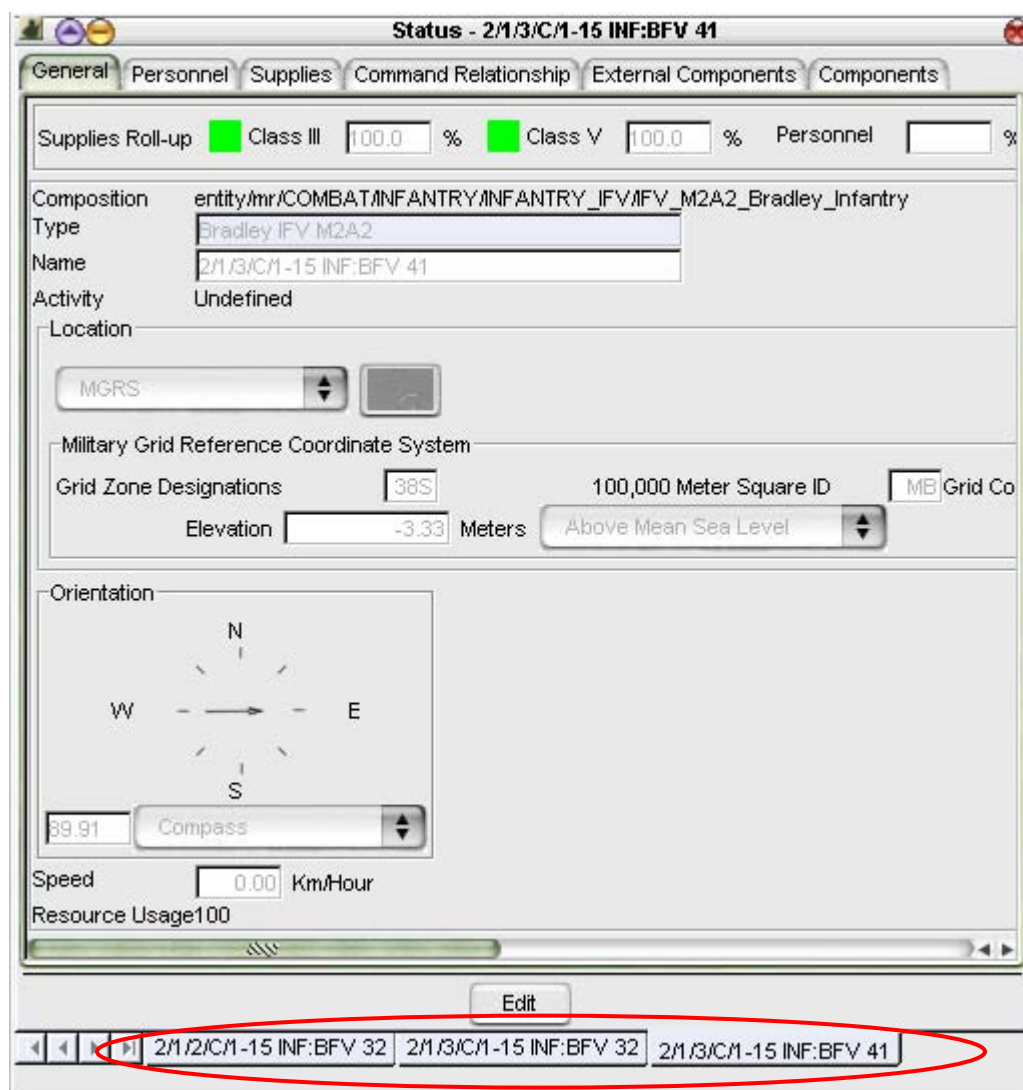 Status - 2/1/3/C/1-15 INF:BFV 41
General Personnel Supplies Command Relationship External Components Components
Supplies Roll-up Class III 100.0 % Class V 100.0 % Personnel %
Composition entity/mr/COMBAT/INFANTRY/INFANTRY_IFV/IFV_M2A2_Bradley_Infantry
Type Bradley IFV M2A2
Name 2/1/3/C/1-15 INF:BFV 41
Activity Undefined
Location
MGRS
Military Grid Reference Coordinate System
Grid Zone Designations 38S 100,000 Meter Square ID MB Grid Co
Elevation -3.33 Meters Above Mean Sea Level
Orientation
N
W E
S
89.91 Compass
Speed 0.00 Km/Hour
Resource Usage100
Edit
2/1/2/C/1-15 INF:BFV 32 2/1/3/C/1-15 INF:BFV 32 2/1/3/C/1-15 INF:BFV 41